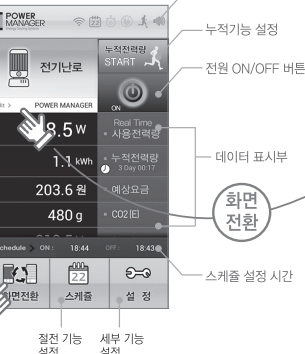 POWER
MANAGER
Energy Saving System
누적기능 설정
누적전력량
START
전기난로
전원 ON/OFF 버튼
ON
POWER MANAGER
Real Time
8.5 w
사용전력량
1.1 kWh
누적전력량
3 Day 00:17
데이터 표시부
203.6 원
예상요금
화면
전환
480 g
CO2[E]
chedule > ON : 18:44 OFF : 18:43
스케쥴 설정 시간
22
화면전환
스케쥴
설 정
절전 기능
설정
세부 기능
설정